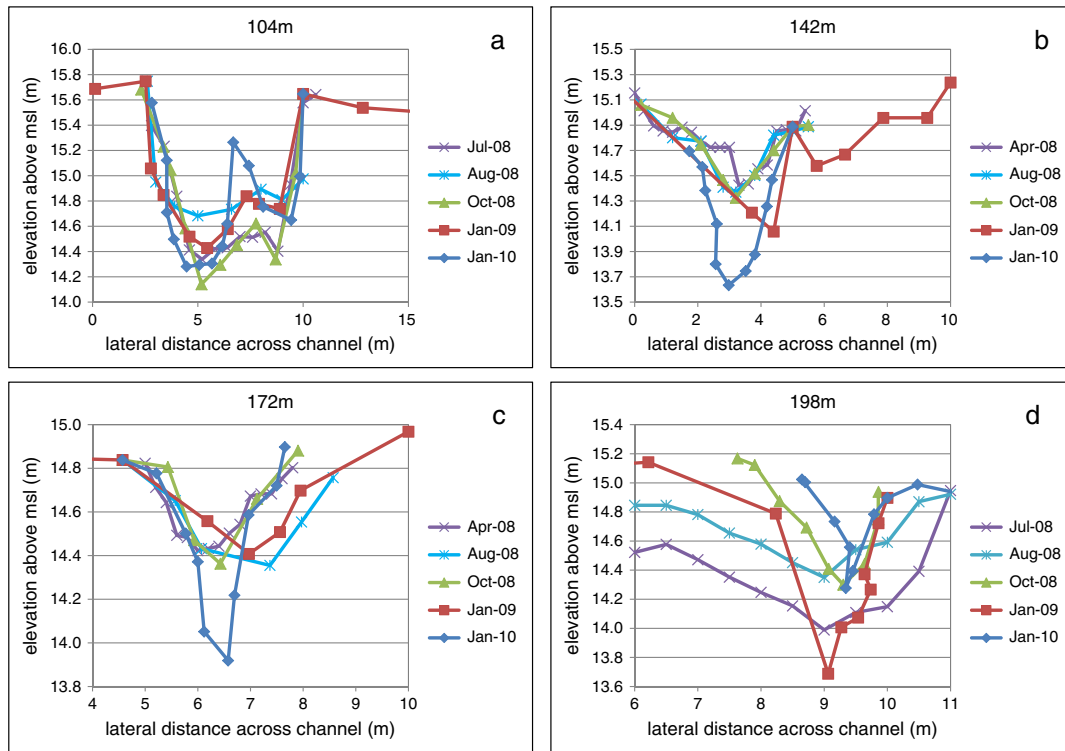 104m
a
elevation above msl (m)
16.0
15.8
15.6
15.4
15.2
15.0
14.8
14.6
14.4
14.2
14.0
0
5
10
15
lateral distance across channel (m)
Jul-08
Aug-08
Oct-08
Jan-09
Jan-10
142m
b
elevation above msl (m)
15.5
15.3
15.1
14.9
14.7
14.5
14.3
14.1
13.9
13.7
13.5
0
2
4
6
8
10
lateral distance across channel (m)
Apr-08
Aug-08
Oct-08
Jan-09
Jan-10
172m
c
elevation above msl (m)
15.0
14.8
14.6
14.4
14.2
14.0
13.8
4
5
6
7
8
9
10
lateral distance across channel (m)
Apr-08
Aug-08
Oct-08
Jan-09
Jan-10
198m
d
elevation above msl (m)
15.4
15.2
15.0
14.8
14.6
14.4
14.2
14.0
13.8
13.6
6
7
8
9
10
11
lateral distance across channel (m)
Jul-08
Aug-08
Oct-08
Jan-09
Jan-10